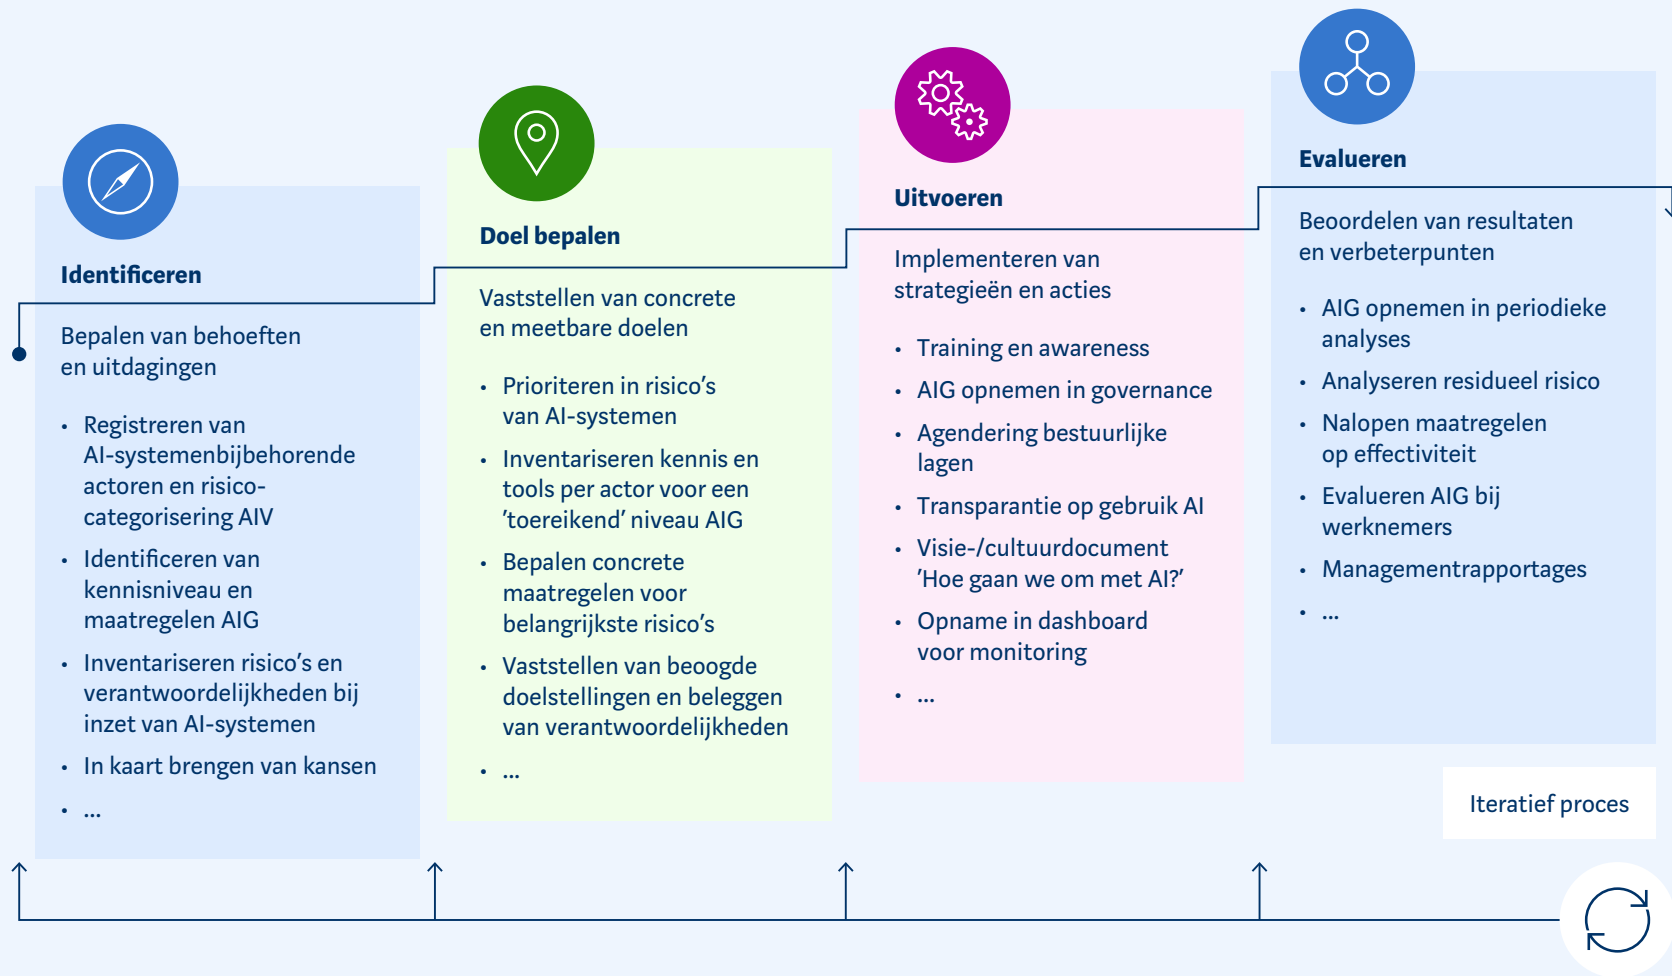 Identificeren
Bepalen van behoeften
en uitdagingen
• Registreren van
AI-systemenbijbehorende
actoren en risico-
categorisering AIV
• Identificeren van
kennisniveau en
maatregelen AIG
• Inventariseren risico’s en
verantwoordelijkheden bij
inzet van AI-systemen
• In kaart brengen van kansen
• ...
Doel bepalen
Vaststellen van concrete
en meetbare doelen
• Prioriteren in risico’s
van AI-systemen
• Inventariseren kennis en
tools per actor voor een
’toereikend’ niveau AIG
• Bepalen concrete
maatregelen voor
belangrijkste risico’s
• Vaststellen van beoogde
doelstellingen en beleggen
van verantwoordelijkheden
• ...
Uitvoeren
Implementeren van
strategieën en acties
• Training en awareness
• AIG opnemen in governance
• Agendering bestuurlijke
lagen
• Transparantie op gebruik AI
• Visie-/cultuurdocument
’Hoe gaan we om met AI?’
• Opname in dashboard
voor monitoring
• ...
Evalueren
Beoordelen van resultaten
en verbeterpunten
• AIG opnemen in periodieke
analyses
• Analyseren residueel risico
• Nalopen maatregelen
op effectiviteit
• Evalueren AIG bij
werknemers
• Managementrapportages
• ...
Iteratief proces